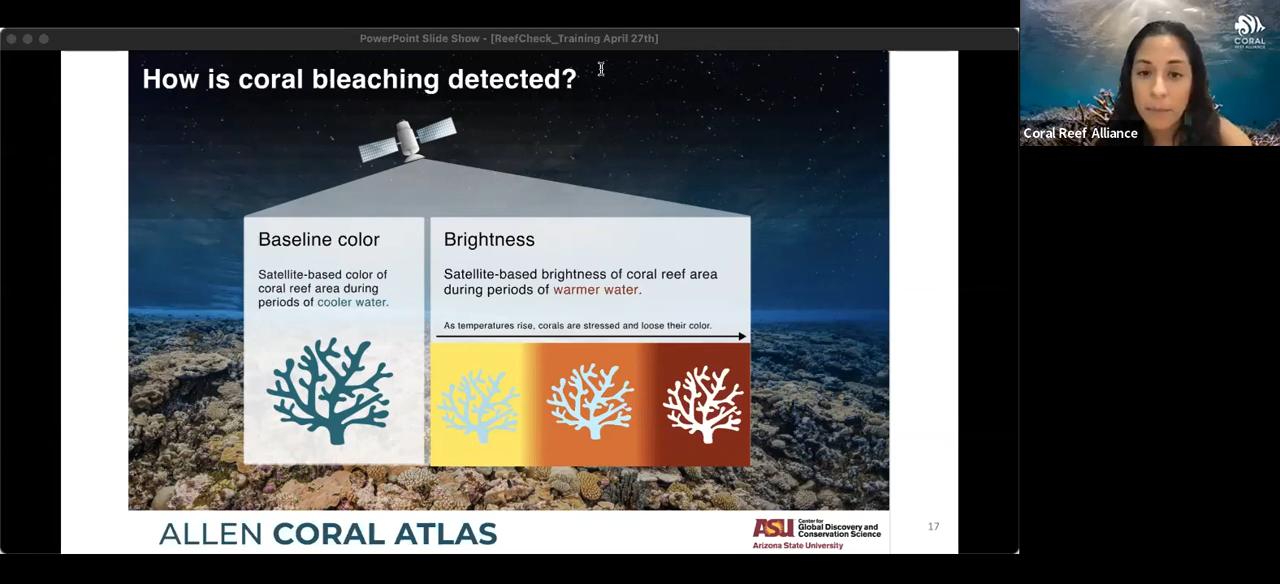 PowerPoint Slide Show - [ReefCheck_Training April 27th]
How is coral bleaching detected?
Baseline color
Satellite-based color of
coral reef area during
periods of cooler water.
Brightness
Satellite-based brightness of coral reef area
during periods of warmer water.
As temperatures rise, corals are stressed and loose their color.
ALLEN CORAL ATLAS
ASU Center for
Global Discovery and
Conservation Science
Arizona State University
17
CORAL
REEF ALLIANCE
Coral Reef Alliance